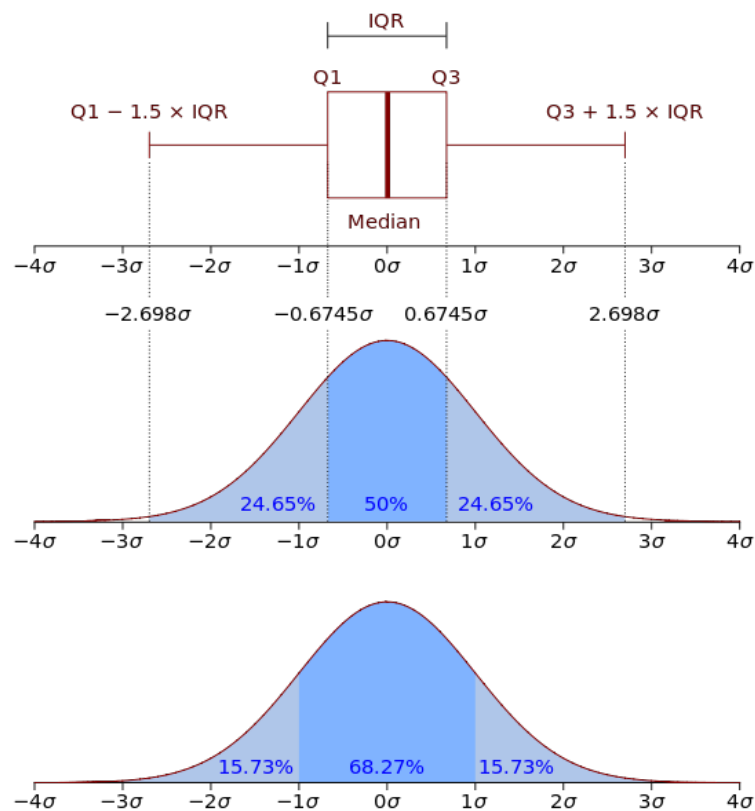 IQR
Q1 Q3
Q1 − 1.5 × IQR Q3 + 1.5 × IQR
Median
−4σ −3σ −2σ −1σ 0σ 1σ 2σ 3σ 4σ
−2.698σ −0.6745σ 0.6745σ 2.698σ
24.65% 50% 24.65%
−4σ −3σ −2σ −1σ 0σ 1σ 2σ 3σ 4σ
15.73% 68.27% 15.73%
−4σ −3σ −2σ −1σ 0σ 1σ 2σ 3σ 4σ